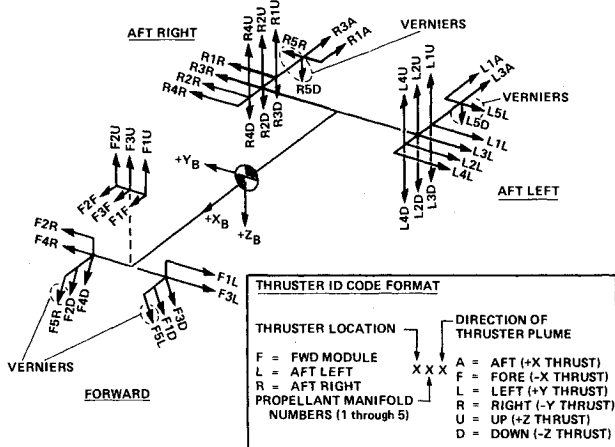 AFT RIGHT
R4U
R2U
R1U
R3A
R1A
R5R
R5D
VERNIERS
R1R
R3R
R2R
R4R
R4D
R2D
R3D
L4U
L2U
L1U
L1A
L3A
VERNIERS
L5L
L5D
L1L
L3L
L2L
L4L
L4D
L2D
L3D
AFT LEFT
F2U
F3U
F1U
F2F
F3F
F1F
+YB
+XB
+ZB
F2R
F4R
F5R
F2D
F4D
F1L
F3L
F3D
F1D
F5L
VERNIERS
FORWARD
THRUSTER ID CODE FORMAT
THRUSTER LOCATION
F = FWD MODULE
L = AFT LEFT
R = AFT RIGHT
PROPELLANT MANIFOLD
NUMBERS (1 through 5)
X X X
DIRECTION OF
THRUSTER PLUME
A = AFT (+X THRUST)
F = FORE (-X THRUST)
L = LEFT (+Y THRUST)
R = RIGHT (-Y THRUST)
U = UP (+Z THRUST)
D = DOWN (-Z THRUST)